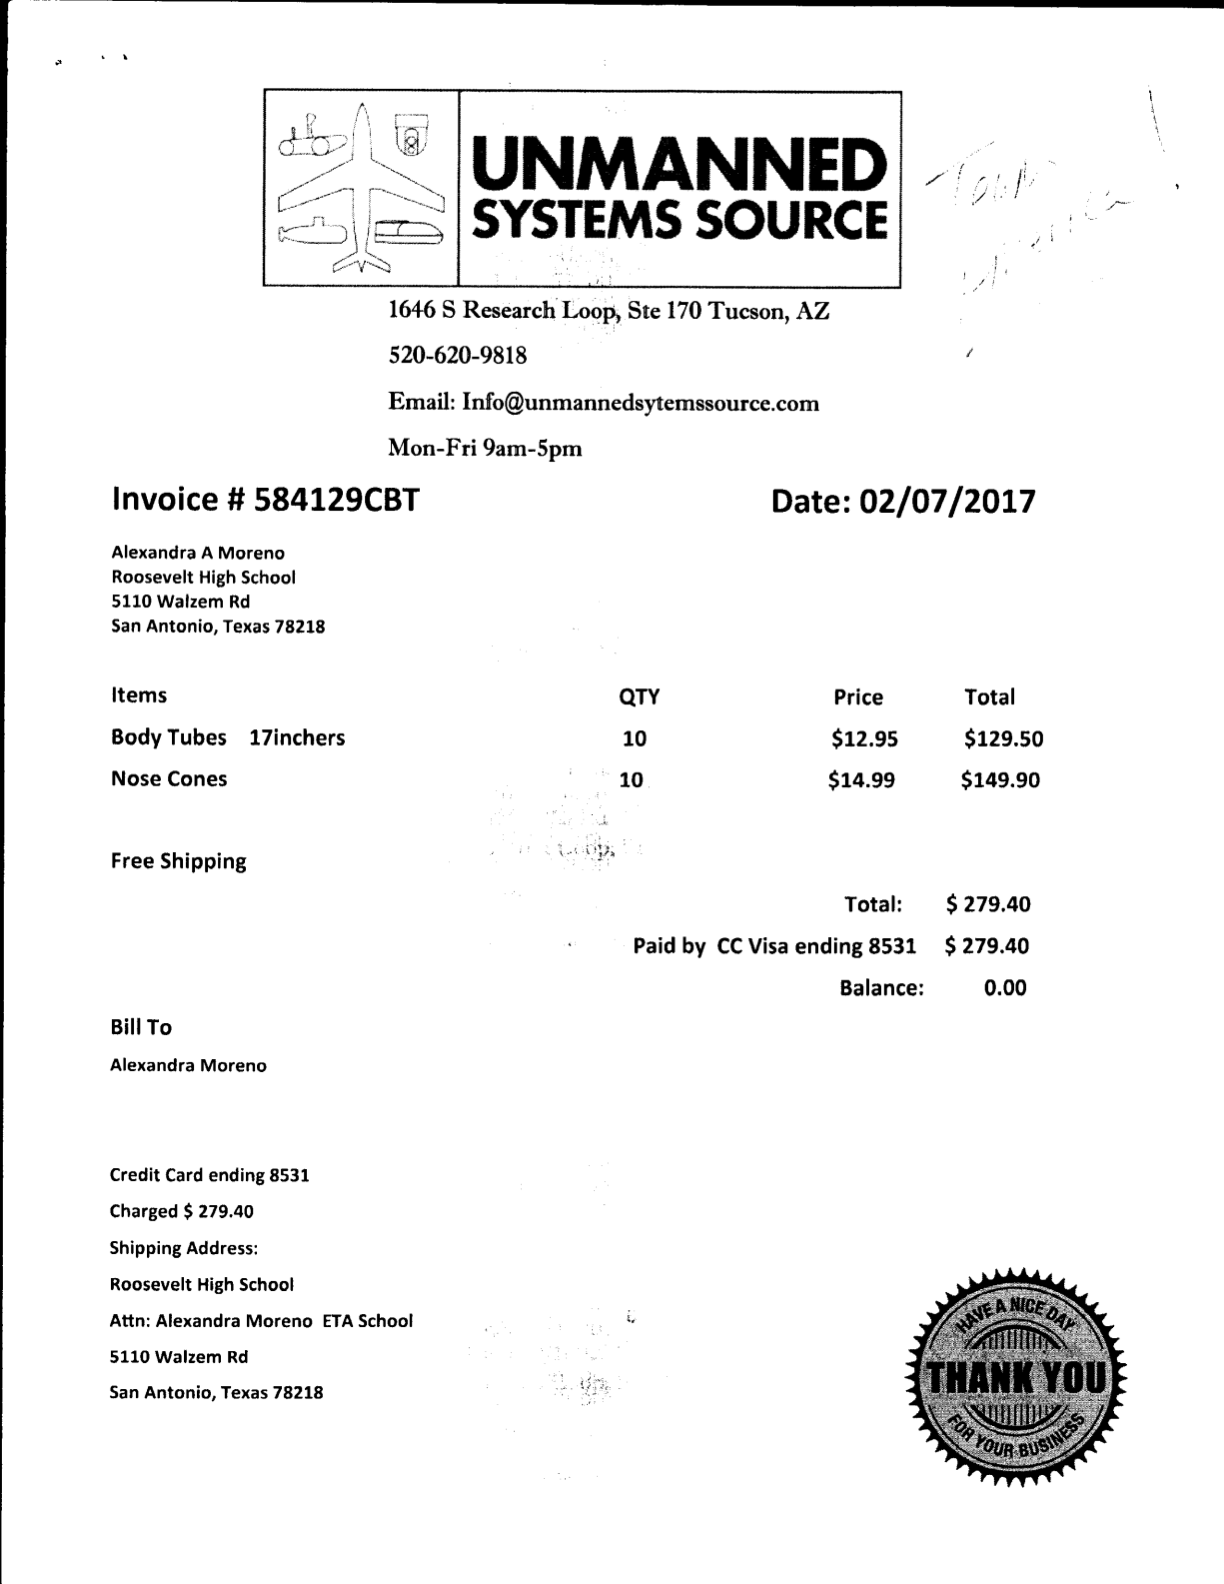 UNMANNED
SYSTEMS SOURCE
1646 S Research Loop, Ste 170 Tucson, AZ
520-620-9818
Email: Info@unmannedsytemssource.com
Mon-Fri 9am-5pm
Invoice # 584129CBT Date: 02/07/2017
Alexandra A Moreno
Roosevelt High School
5110 Walzem Rd
San Antonio, Texas 78218
Items QTY Price Total
Body Tubes 17inchers 10 $12.95 $129.50
Nose Cones 10 $14.99 $149.90
Free Shipping
Total: $ 279.40
Paid by CC Visa ending 8531 $ 279.40
Balance: 0.00
Bill To
Alexandra Moreno
Credit Card ending 8531
Charged $ 279.40
Shipping Address:
Roosevelt High School
Attn: Alexandra Moreno ETA School
5110 Walzem Rd
San Antonio, Texas 78218
HAVE A NICE DAY
THANK YOU
FOR YOUR BUSINESS